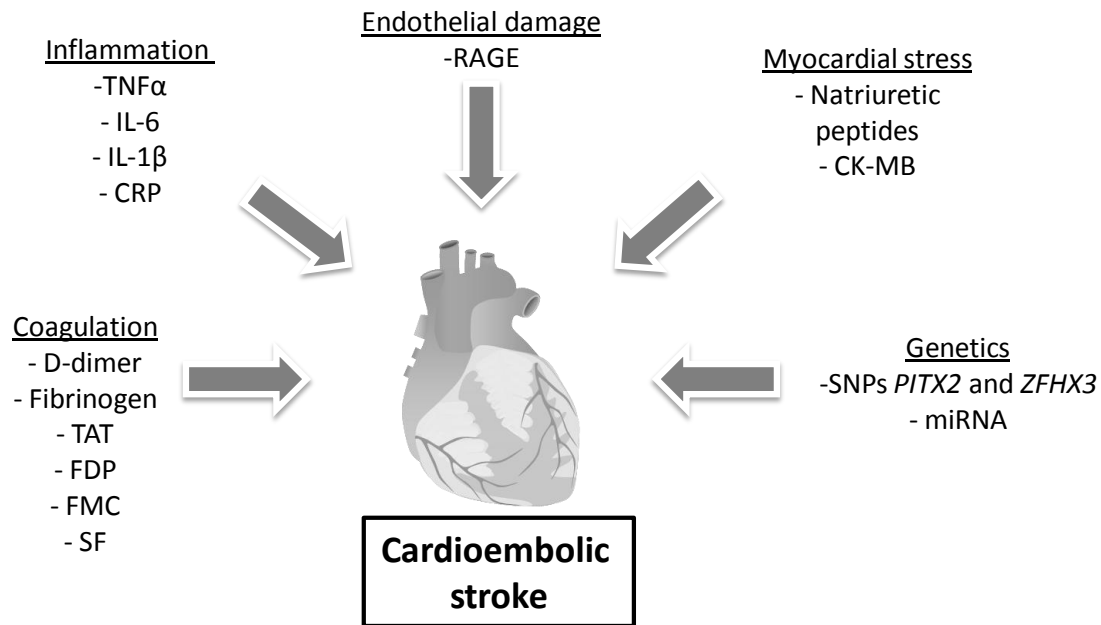 Endothelial damage
-RAGE
Inflammation
-TNFα
- IL-6
- IL-1β
- CRP
Myocardial stress
- Natriuretic
peptides
- CK-MB
Coagulation
- D-dimer
- Fibrinogen
- TAT
- FDP
- FMC
- SF
Genetics
-SNPs PITX2 and ZFHX3
- miRNA
Cardioembolic
stroke